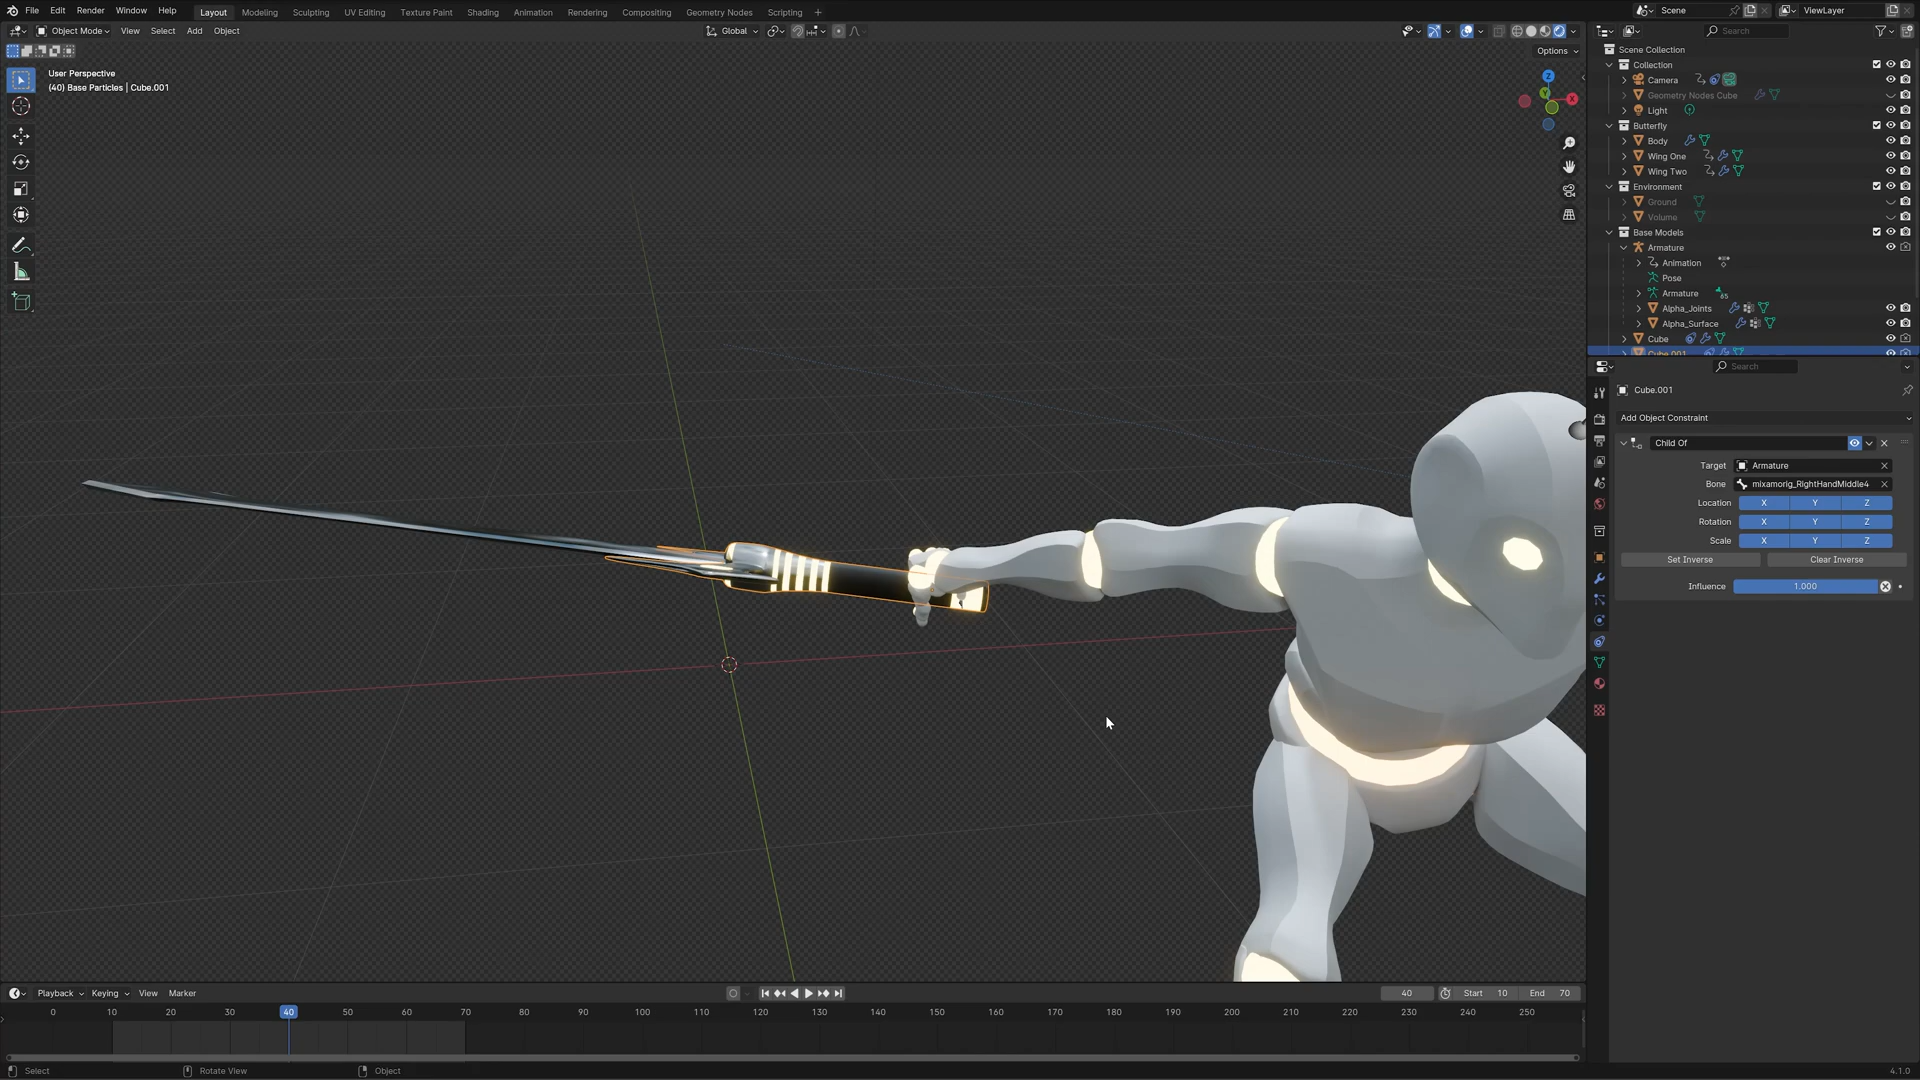 File Edit Render Window Help Layout Modeling Sculpting UV Editing Texture Paint Shading Animation Rendering Compositing Geometry Nodes Scripting + Scene ViewLayer
Object Mode View Select Add Object Global Search
Options
User Perspective
(40) Base Particles | Cube.001
Z
Y
X
Scene Collection
Collection
Camera
Geometry Nodes Cube
Light
Butterfly
Body
Wing One
Wing Two
Environment
Ground
Volume
Base Models
Armature
Animation
Pose
Armature
65
Alpha_Joints
Alpha_Surface
Cube
Cube.001
Search
Cube.001
Add Object Constraint
Child Of
Target Armature
Bone mixamorig_RightHandMiddle4
Location X Y Z
Rotation X Y Z
Scale X Y Z
Set Inverse Clear Inverse
Influence 1.000
Playback Keying View Marker 40 Start 10 End 70
0 10 20 30 40 50 60 70 80 90 100 110 120 130 140 150 160 170 180 190 200 210 220 230 240 250
Select Rotate View Object 4.1.0